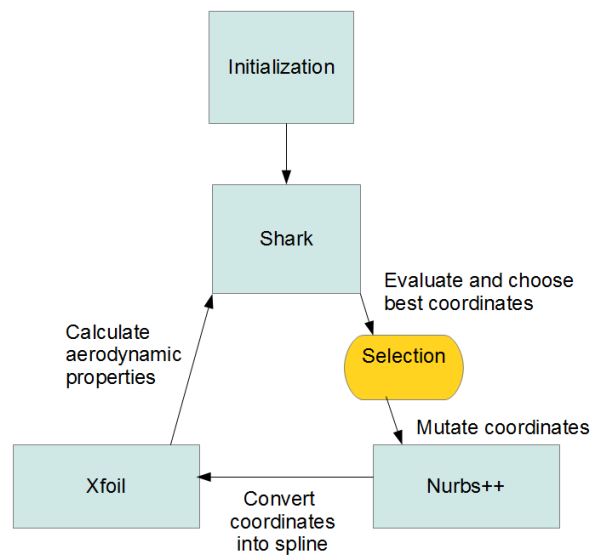 Initialization
Shark
Evaluate and choose
best coordinates
Calculate
aerodynamic
properties
Selection
Mutate coordinates
Xfoil
Nurbs++
Convert
coordinates
into spline